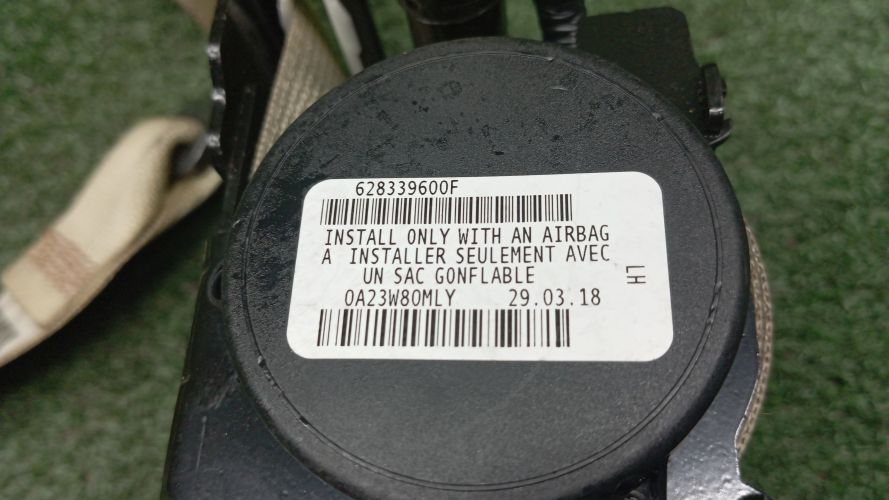 628339600F
INSTALL ONLY WITH AN AIRBAG
A INSTALLER SEULEMENT AVEC
UN SAC GONFLABLE
LH
0A23W80MLY 29.03.18